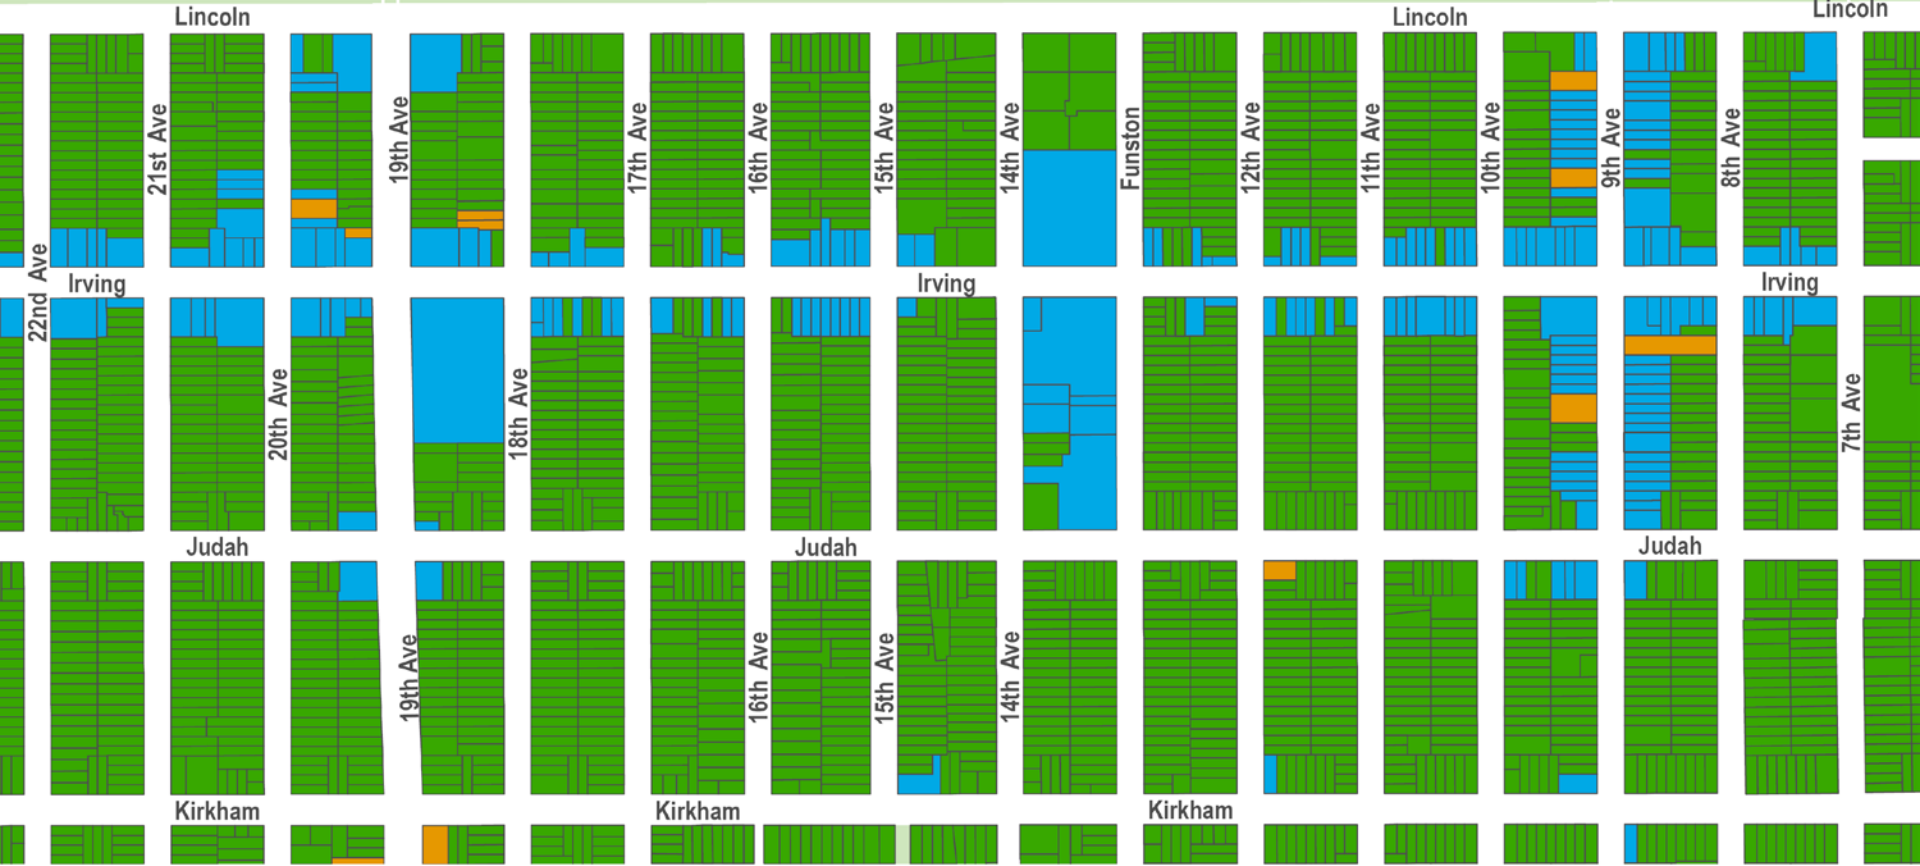 Lincoln
Lincoln
Lincoln
21st Ave
19th Ave
17th Ave
16th Ave
15th Ave
14th Ave
Funston
12th Ave
11th Ave
10th Ave
9th Ave
8th Ave
22nd Ave
Irving
Irving
Irving
20th Ave
18th Ave
7th Ave
Judah
Judah
Judah
19th Ave
16th Ave
15th Ave
14th Ave
Kirkham
Kirkham
Kirkham